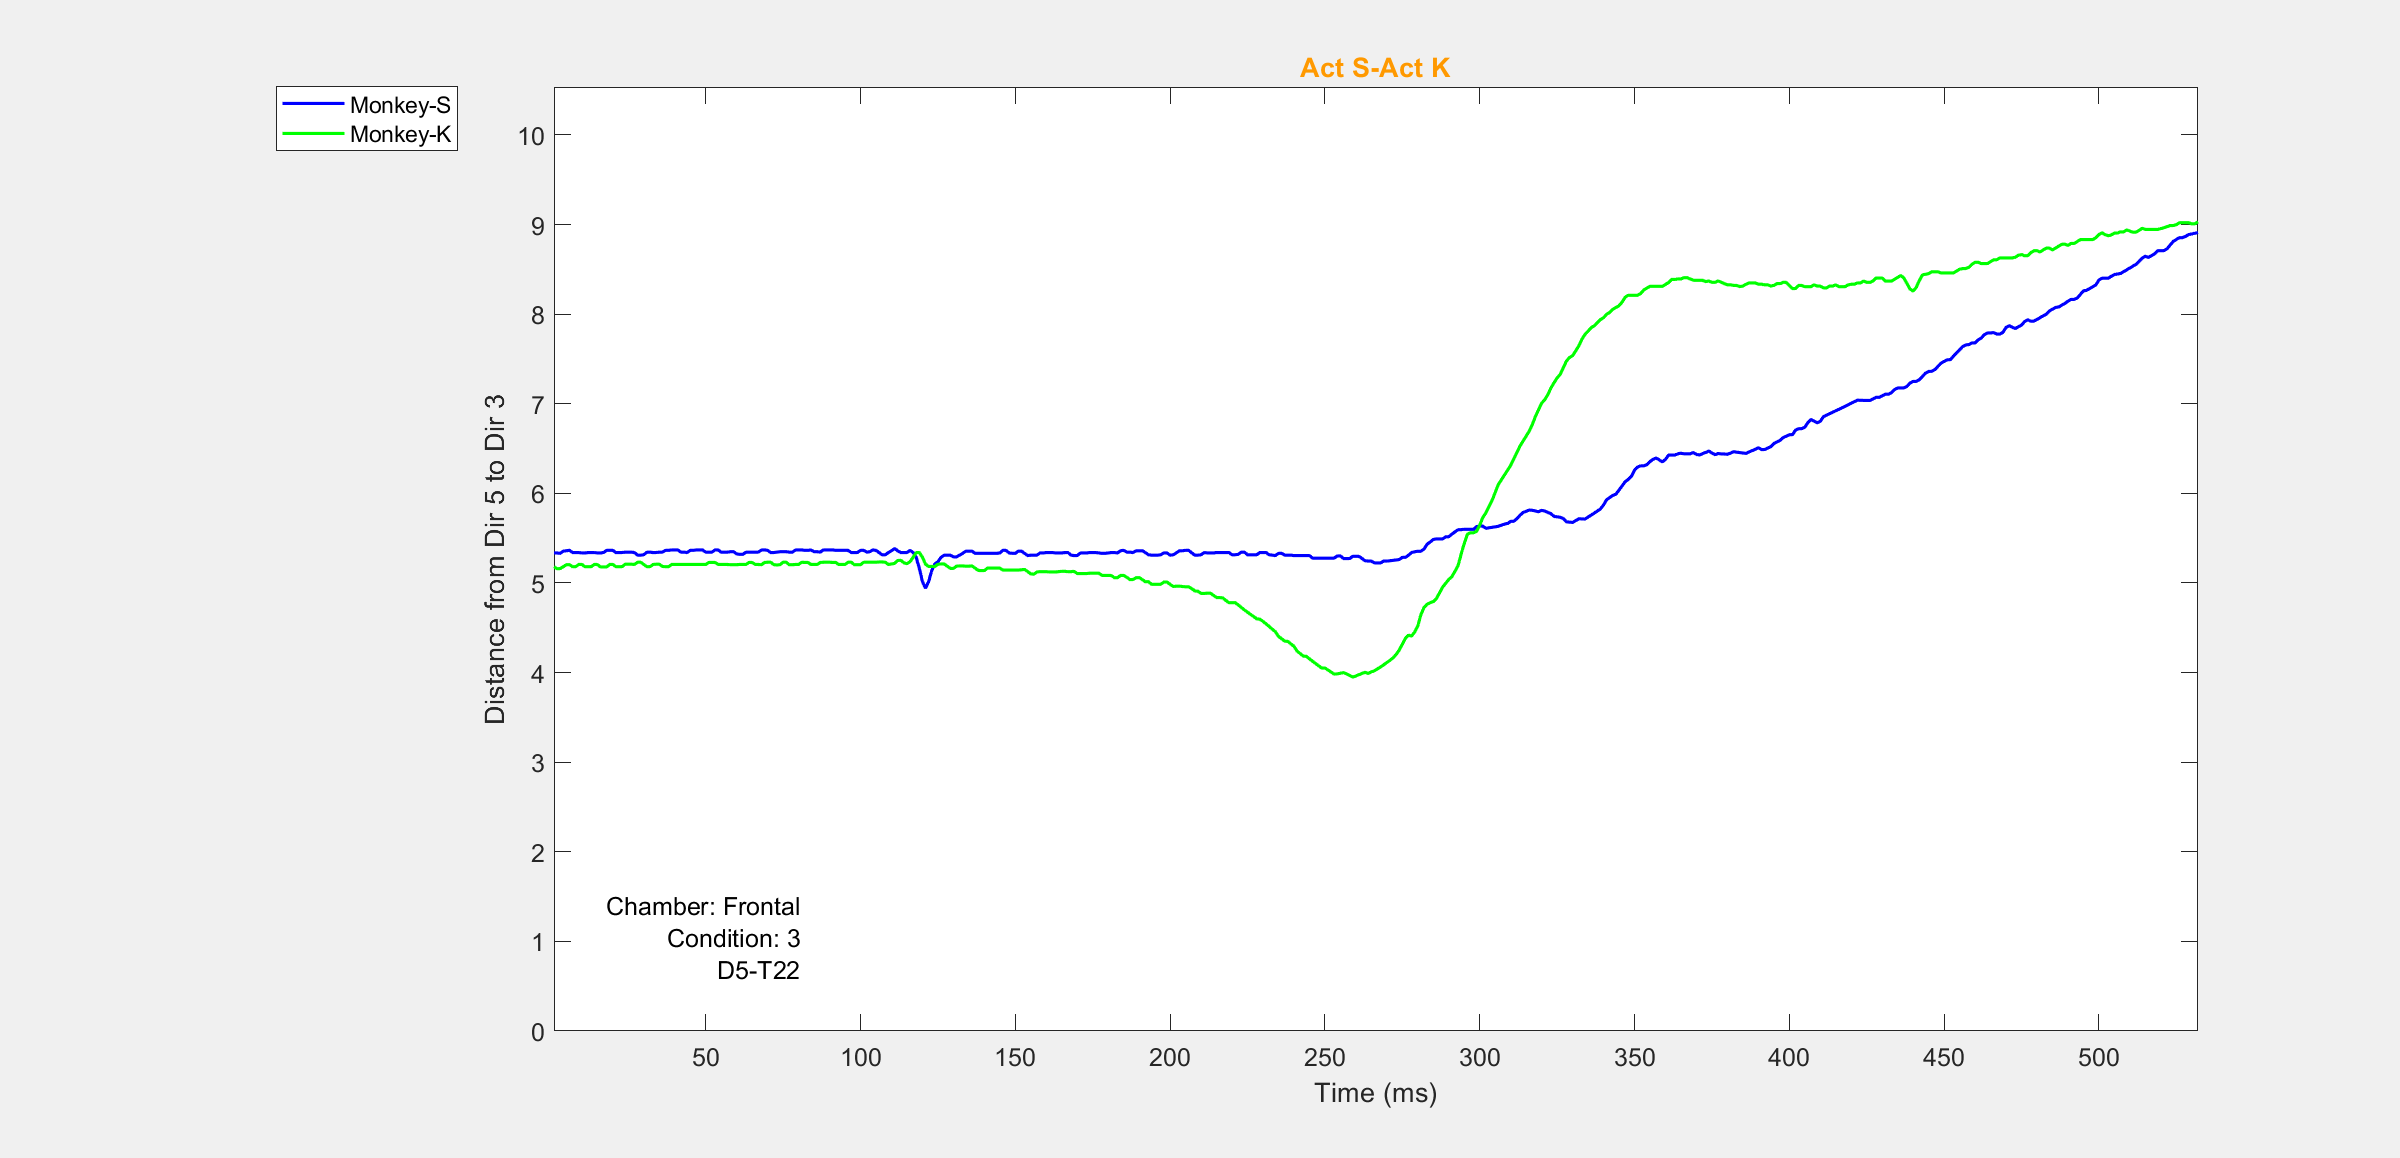 Act S-Act K
Monkey-S
Monkey-K
10
9
8
7
6
5
4
3
2
1
0
Distance from Dir 5 to Dir 3
Chamber: Frontal
Condition: 3
D5-T22
50 100 150 200 250 300 350 400 450 500
Time (ms)